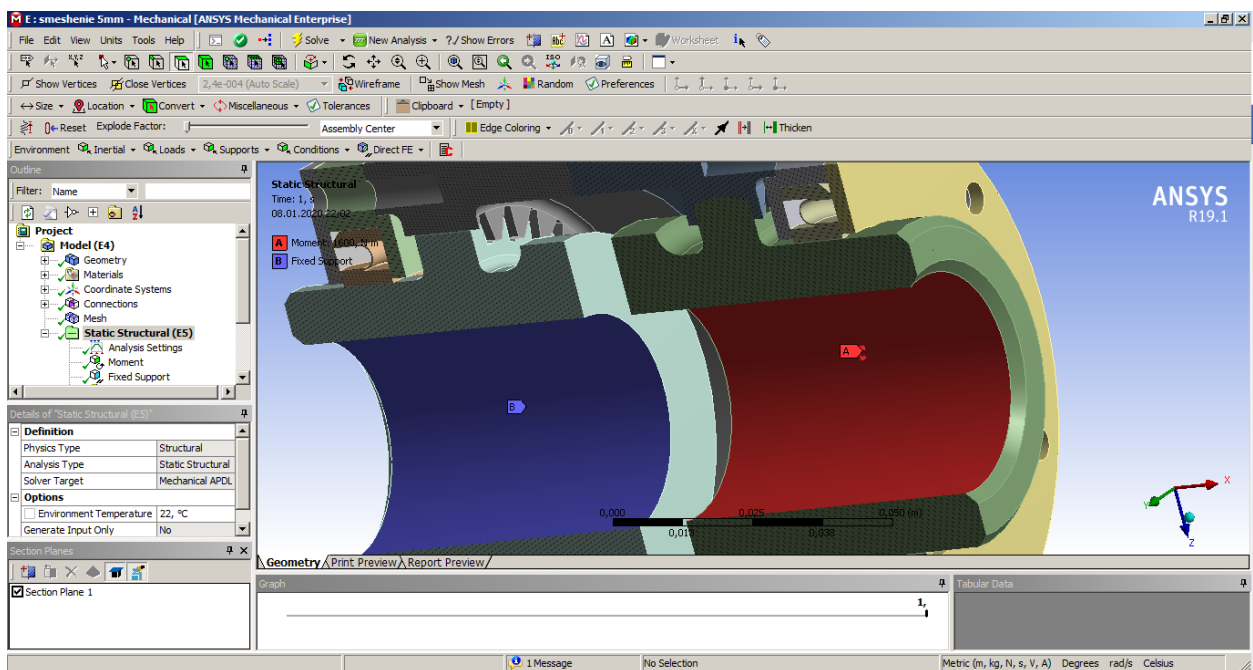 E : smeshenie 5mm - Mechanical [ANSYS Mechanical Enterprise]
File Edit View Units Tools Help Solve New Analysis ?./ Show Errors Worksheet
Show Vertices Close Vertices 2,4e-004 (Auto Scale) Wireframe Show Mesh Random Preferences
Size Location Convert Miscellaneous Tolerances Clipboard [Empty]
Reset Explode Factor: Assembly Center Edge Coloring Thicken
Environment Inertial Loads Supports Conditions Direct FE
Outline
Filter: Name
Project
Model (E4)
Geometry
Materials
Coordinate Systems
Connections
Mesh
Static Structural (E5)
Analysis Settings
Moment
Fixed Support
Details of "Static Structural (E5)"
Definition
Physics Type Structural
Analysis Type Static Structural
Solver Target Mechanical APDL
Options
Environment Temperature 22, °C
Generate Input Only No
Section Planes
Section Plane 1
Static Structural
Time: 1, s
08.01.2020 22:02
A Moment: 1600, N·m
B Fixed Support
ANSYS
R19.1
A
B
0,000 0,025 0,050 (m)
0,013 0,038
X
Y
Z
Geometry Print Preview Report Preview
Graph
1,
Tabular Data
1 Message No Selection Metric (m, kg, N, s, V, A) Degrees rad/s Celsius